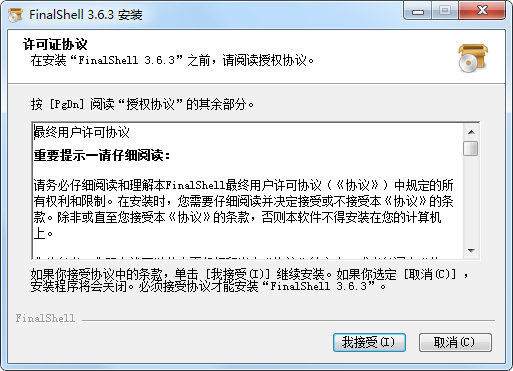 FinalShell 3.6.3 安装
许可证协议
在安装“FinalShell 3.6.3”之前，请阅读授权协议。
按 [PgDn] 阅读“授权协议”的其余部分。
最终用户许可协议
重要提示一请仔细阅读：
请务必仔细阅读和理解本FinalShell最终用户许可协议（《协议》）中规定的所
有权利和限制。在安装时，您需要仔细阅读并决定接受或不接受本《协议》的条
款。除非或直至您接受本《协议》的条款，否则本软件不得安装在您的计算机
上。
如果你接受协议中的条款，单击 [我接受(I)] 继续安装。如果你选定 [取消(C)] ，
安装程序将会关闭。必须接受协议才能安装“FinalShell 3.6.3”。
FinalShell
我接受(I)
取消(C)